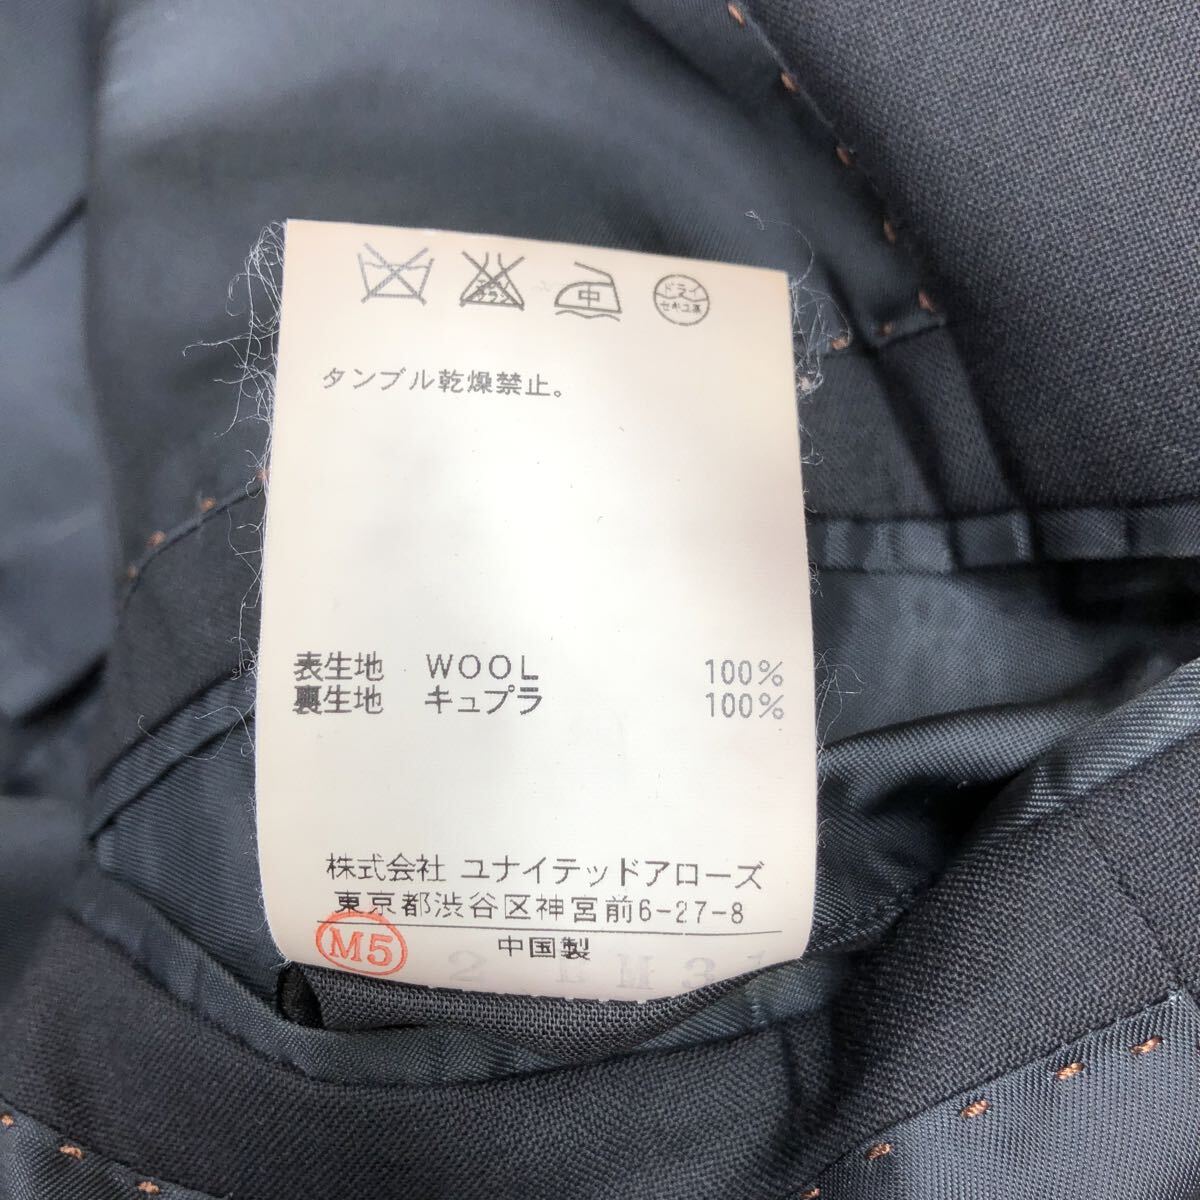 中
ドライ
セキユ系
タンブル乾燥禁止。
表生地 WOOL 100%
裏生地 キュプラ 100%
株式会社 ユナイテッドアローズ
東京都渋谷区神宮前6-27-8
M5 中国製